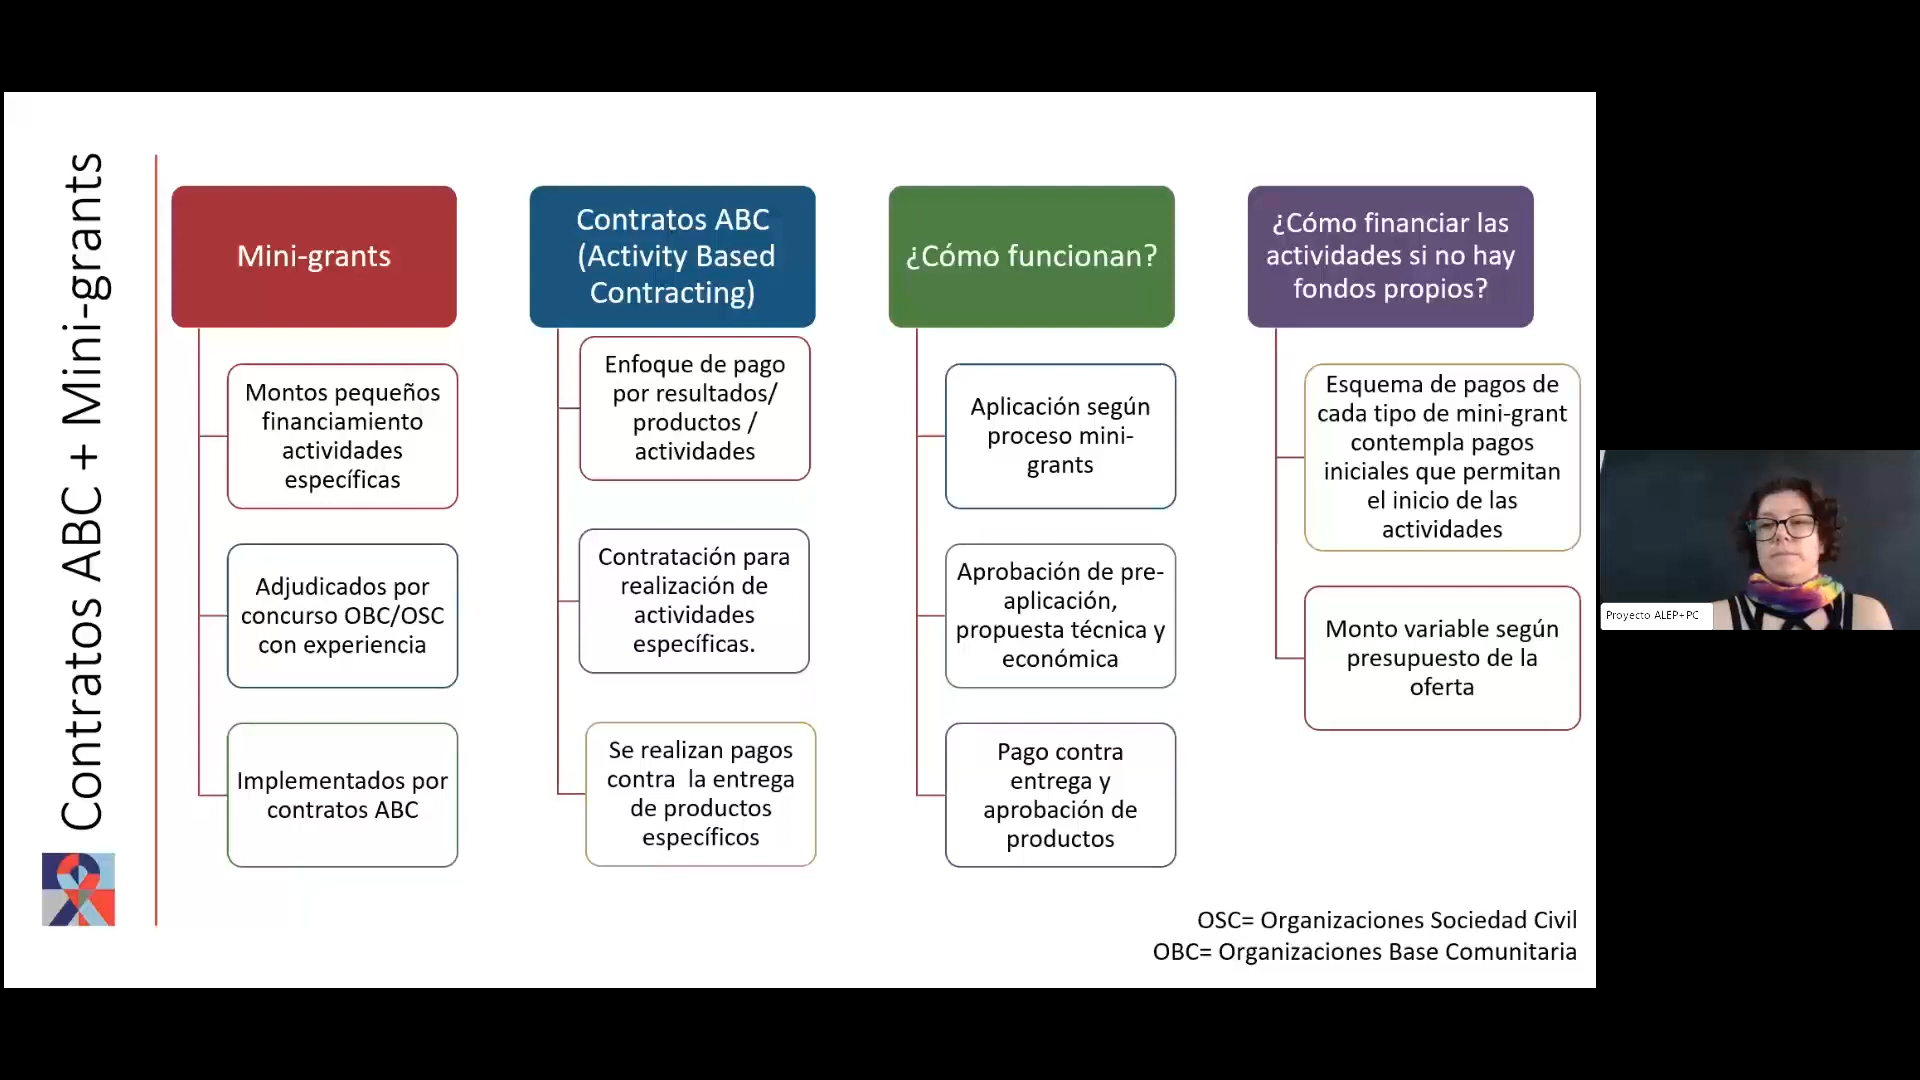 Contratos ABC + Mini-grants
Mini-grants
Montos pequeños
financiamiento
actividades
específicas
Adjudicados por
concurso OBC/OSC
con experiencia
Implementados por
contratos ABC
Contratos ABC
(Activity Based
Contracting)
Enfoque de pago
por resultados/
productos /
actividades
Contratación para
realización de
actividades
específicas.
Se realizan pagos
contra  la entrega
de productos
específicos
¿Cómo funcionan?
Aplicación según
proceso mini-
grants
Aprobación de pre-
aplicación,
propuesta técnica y
económica
Pago contra
entrega y
aprobación de
productos
¿Cómo financiar las
actividades si no hay
fondos propios?
Esquema de pagos de
cada tipo de mini-grant
contempla pagos
iniciales que permitan
el inicio de las
actividades
Monto variable según
presupuesto de la
oferta
OSC= Organizaciones Sociedad Civil
OBC= Organizaciones Base Comunitaria
Proyecto ALEP+PC